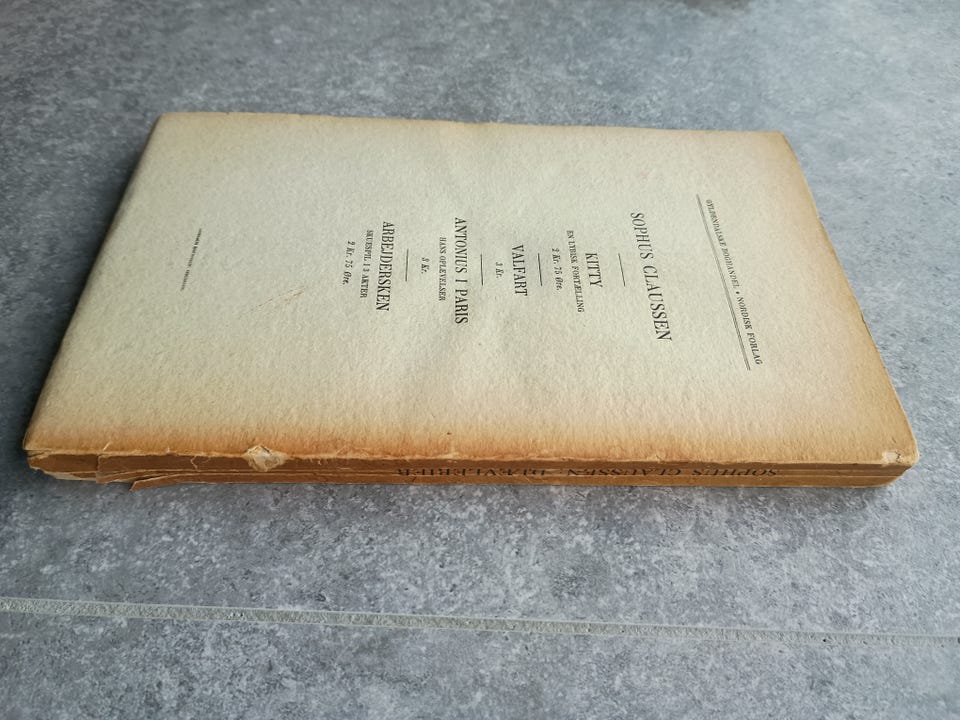 GYLDENDALSKE BOGHANDEL • NORDISK FORLAG
SOPHUS CLAUSSEN
KITTY
EN LYRISK FORTÆLLING
2 Kr. 75 Øre.
VALFART
3 Kr.
ANTONIUS I PARIS
HANS OPLEVELSER
3 Kr.
ARBEJDERSKEN
SKUESPIL I 3 AKTER
2 Kr. 75 Øre.
SOPHUS CLAUSSEN: DJÆVLERIER